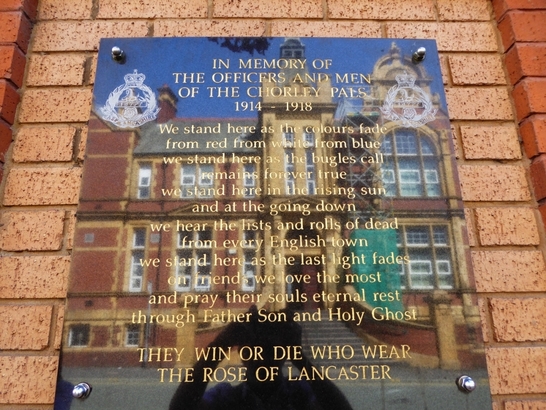 IN MEMORY OF
THE OFFICERS AND MEN
OF THE CHORLEY PALS
1914 - 1918
We stand here as the colours fade
from red from white from blue
we stand here as the bugles call
remains forever true
we stand here in the rising sun
and at the going down
we hear the lists and rolls of dead
from every English town
we stand here as the last light fades
on friends we love the most
and pray their souls eternal rest
through Father Son and Holy Ghost
THEY WIN OR DIE WHO WEAR
THE ROSE OF LANCASTER